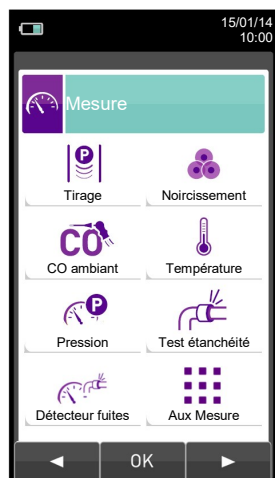 15/01/14
10:00
Mesure
P
Tirage
Noircissement
CO
CO ambiant
Température
P
Pression
Test étanchéité
Détecteur fuites
Aux Mesure
OK